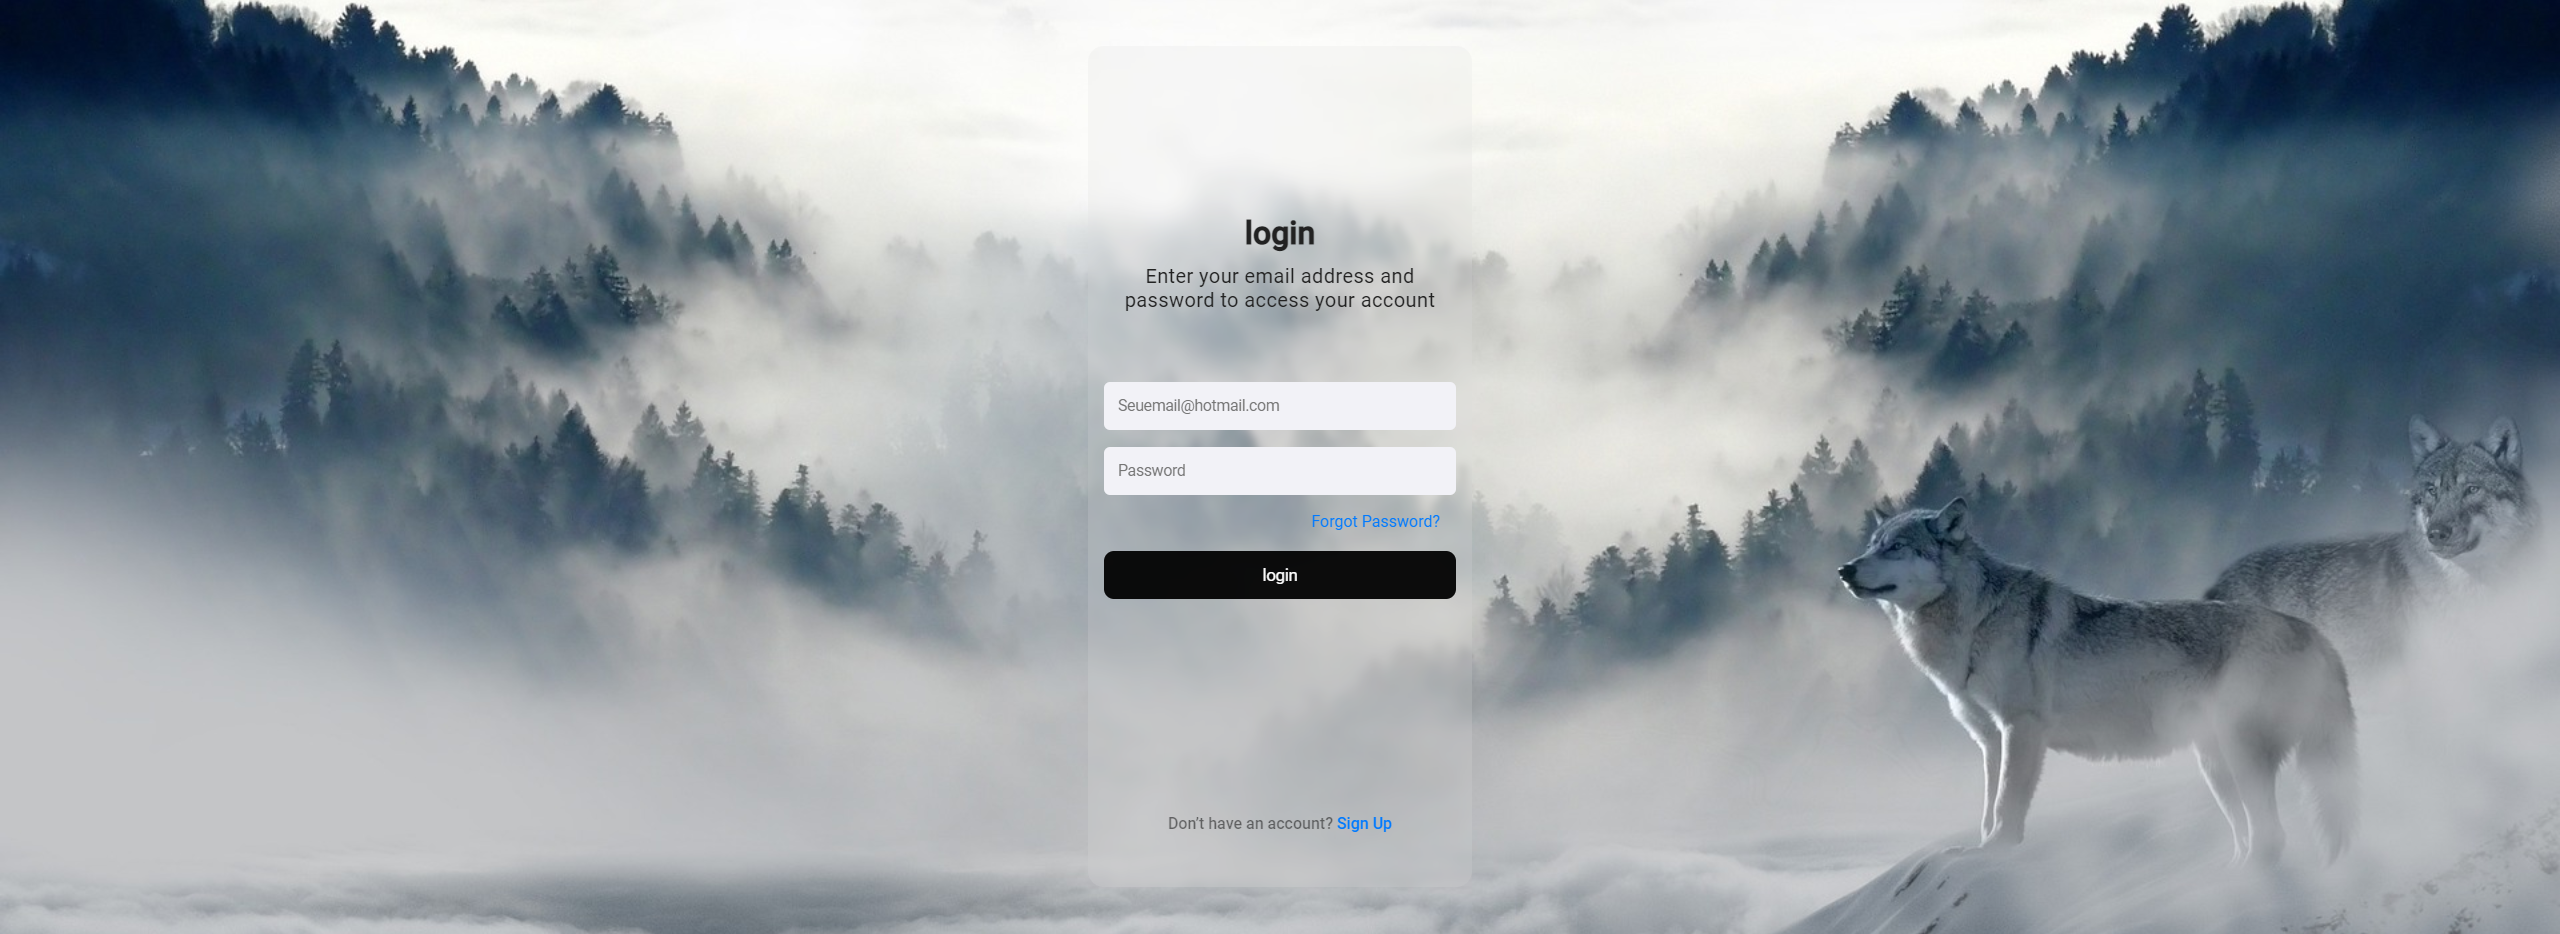 login
Enter your email address and
password to access your account
Seuemail@hotmail.com
Password
Forgot Password?
login
Don't have an account? Sign Up